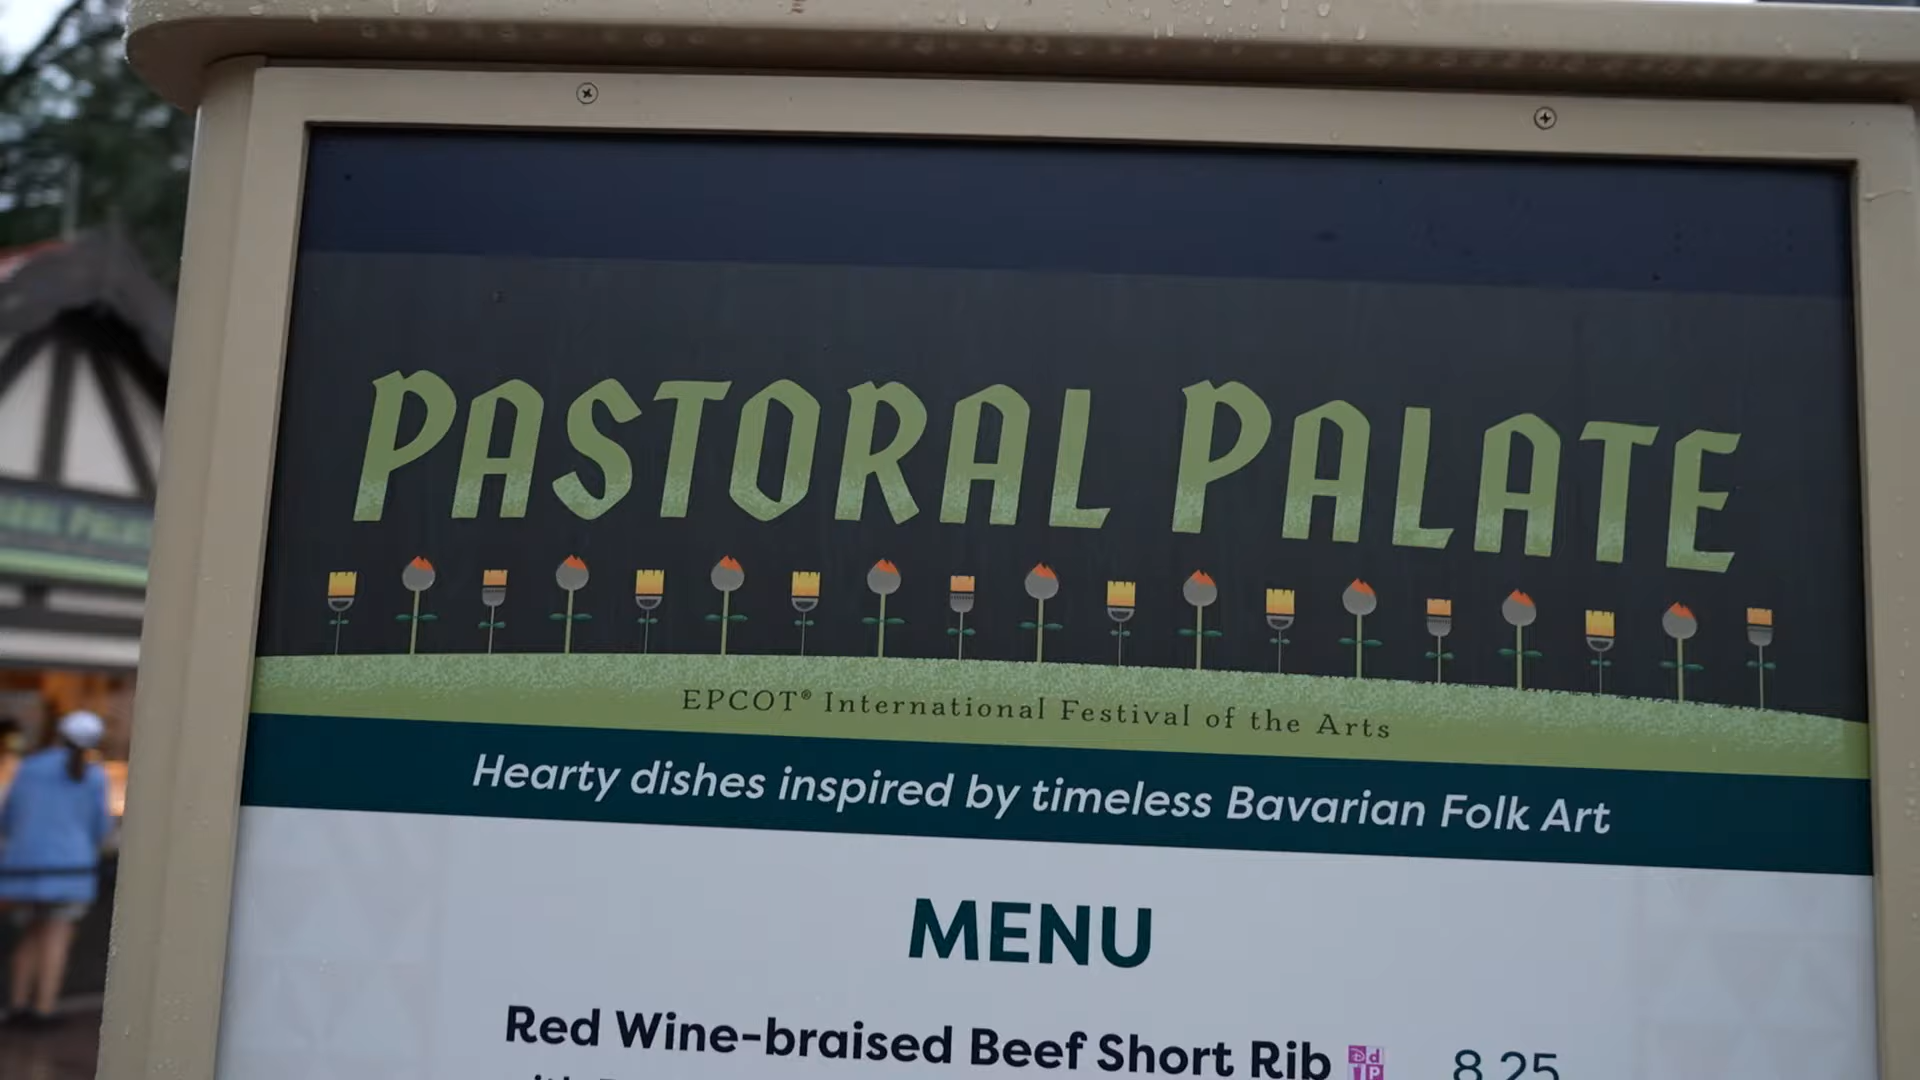 PASTORAL PALATE
EPCOT® International Festival of the Arts
Hearty dishes inspired by timeless Bavarian Folk Art
MENU
Red Wine-braised Beef Short Rib DdP 8.25